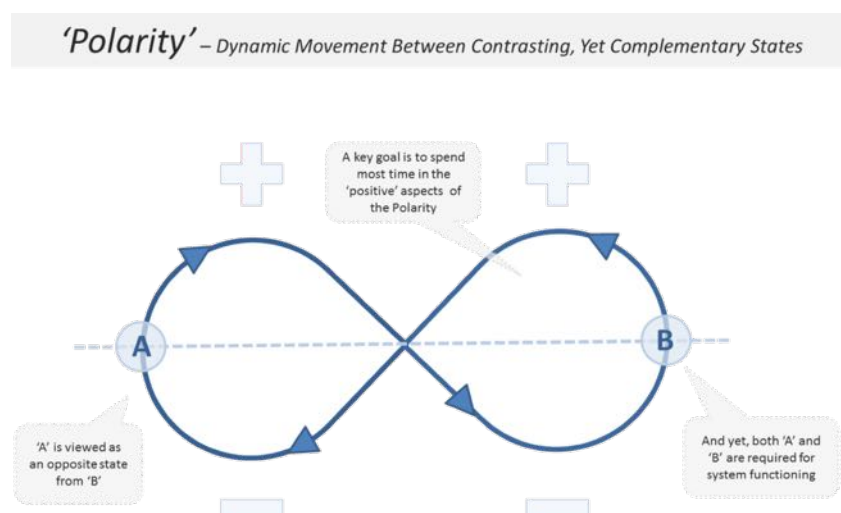 ‘Polarity’ – Dynamic Movement Between Contrasting, Yet Complementary States
A key goal is to spend
most time in the
‘positive’ aspects of
the Polarity
A
B
‘A’ is viewed as
an opposite state
from ‘B’
And yet, both ‘A’ and
‘B’ are required for
system functioning